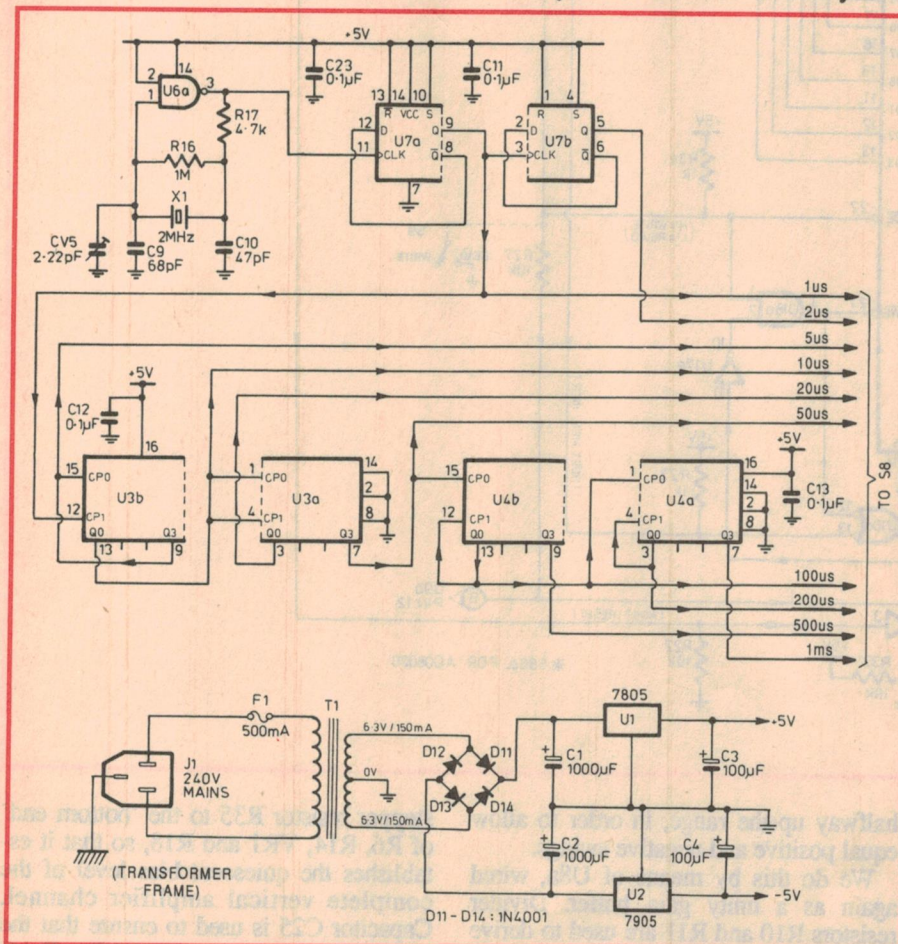 +5V
C23
0.1µF
C11
0.1µF
2
14
1
U6a
3
R17
4.7k
R16
1M
X1
2MHz
CV5
2-22pF
C9
68pF
C10
47pF
13 14 VCC 10
R S
12 D Q 9
U7a
11 CLK Q 8
7
1 4
R S
2 D Q 5
U7b
3 CLK Q 6
1us
2us
5us
10us
20us
50us
+5V
C12
0.1µF
16
15 CP0
U3b
12 CP1
Q0 Q3
13 9
1 CP0 14
U3a 2
4 CP1 8
Q0 Q3
3 7
15 CP0
U4b
12 CP1
Q0 Q3
13 9
+5V
1 CP0 16
14
U4a 2
4 CP1 8
Q0 Q3
3 7
C13
0.1µF
TO S8
100us
200us
500us
1ms
J1
240V
MAINS
(TRANSFORMER
FRAME)
F1
500mA
T1
6.3V/150mA
0V
6.3V/150mA
D12 D11
D13 D14
C1
1000µF
C2
1000µF
7805
U1
C3
100µF
C4
100µF
U2
7905
+5V
-5V
D11-D14 : 1N4001